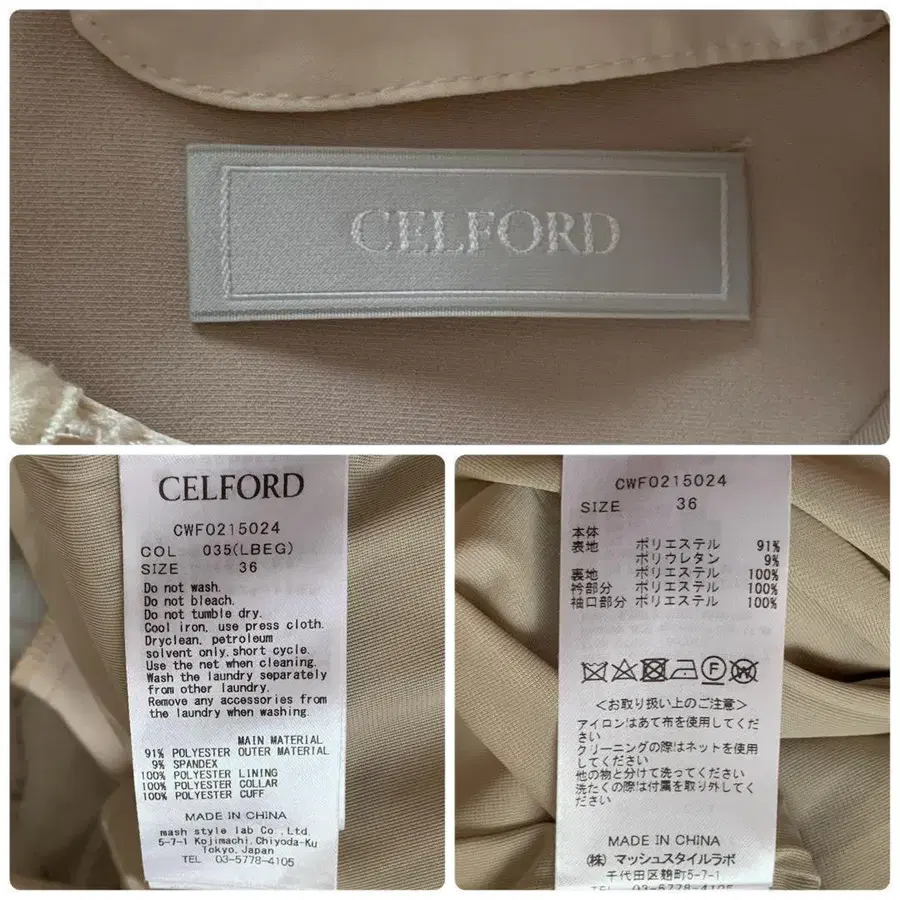 CELFORD
CELFORD
CWF0215024
COL 035(LBEG)
SIZE 36
Do not wash.
Do not bleach.
Do not tumble dry.
Cool iron, use press cloth.
Dryclean, petroleum
solvent only.short cycle.
Use the net when cleaning.
Wash the laundry separately
from other laundry.
Remove any accessories from
the laundry when washing.
MAIN MATERIAL
91% POLYESTER OUTER MATERIAL
9% SPANDEX
100% POLYESTER LINING
100% POLYESTER COLLAR
100% POLYESTER CUFF
MADE IN CHINA
mash style lab Co.,Ltd.
5-7-1 Kojimachi,Chiyoda-Ku
Tokyo,Japan
TEL 03-5778-4105
CWF0215024
SIZE 36
本体
表地 ポリエステル 91%
ポリウレタン 9%
裏地 ポリエステル 100%
衿部分 ポリエステル 100%
袖口部分 ポリエステル 100%
F W
<お取り扱い上のご注意>
アイロンはあて布を使用してくだ
さい
クリーニングの際はネットを使用
してください
他の物と分けて洗ってください
洗たくの際は付属を取り外してく
ださい
MADE IN CHINA
(株) マッシュスタイルラボ
千代田区麹町5-7-1
TEL 03-5778-4105